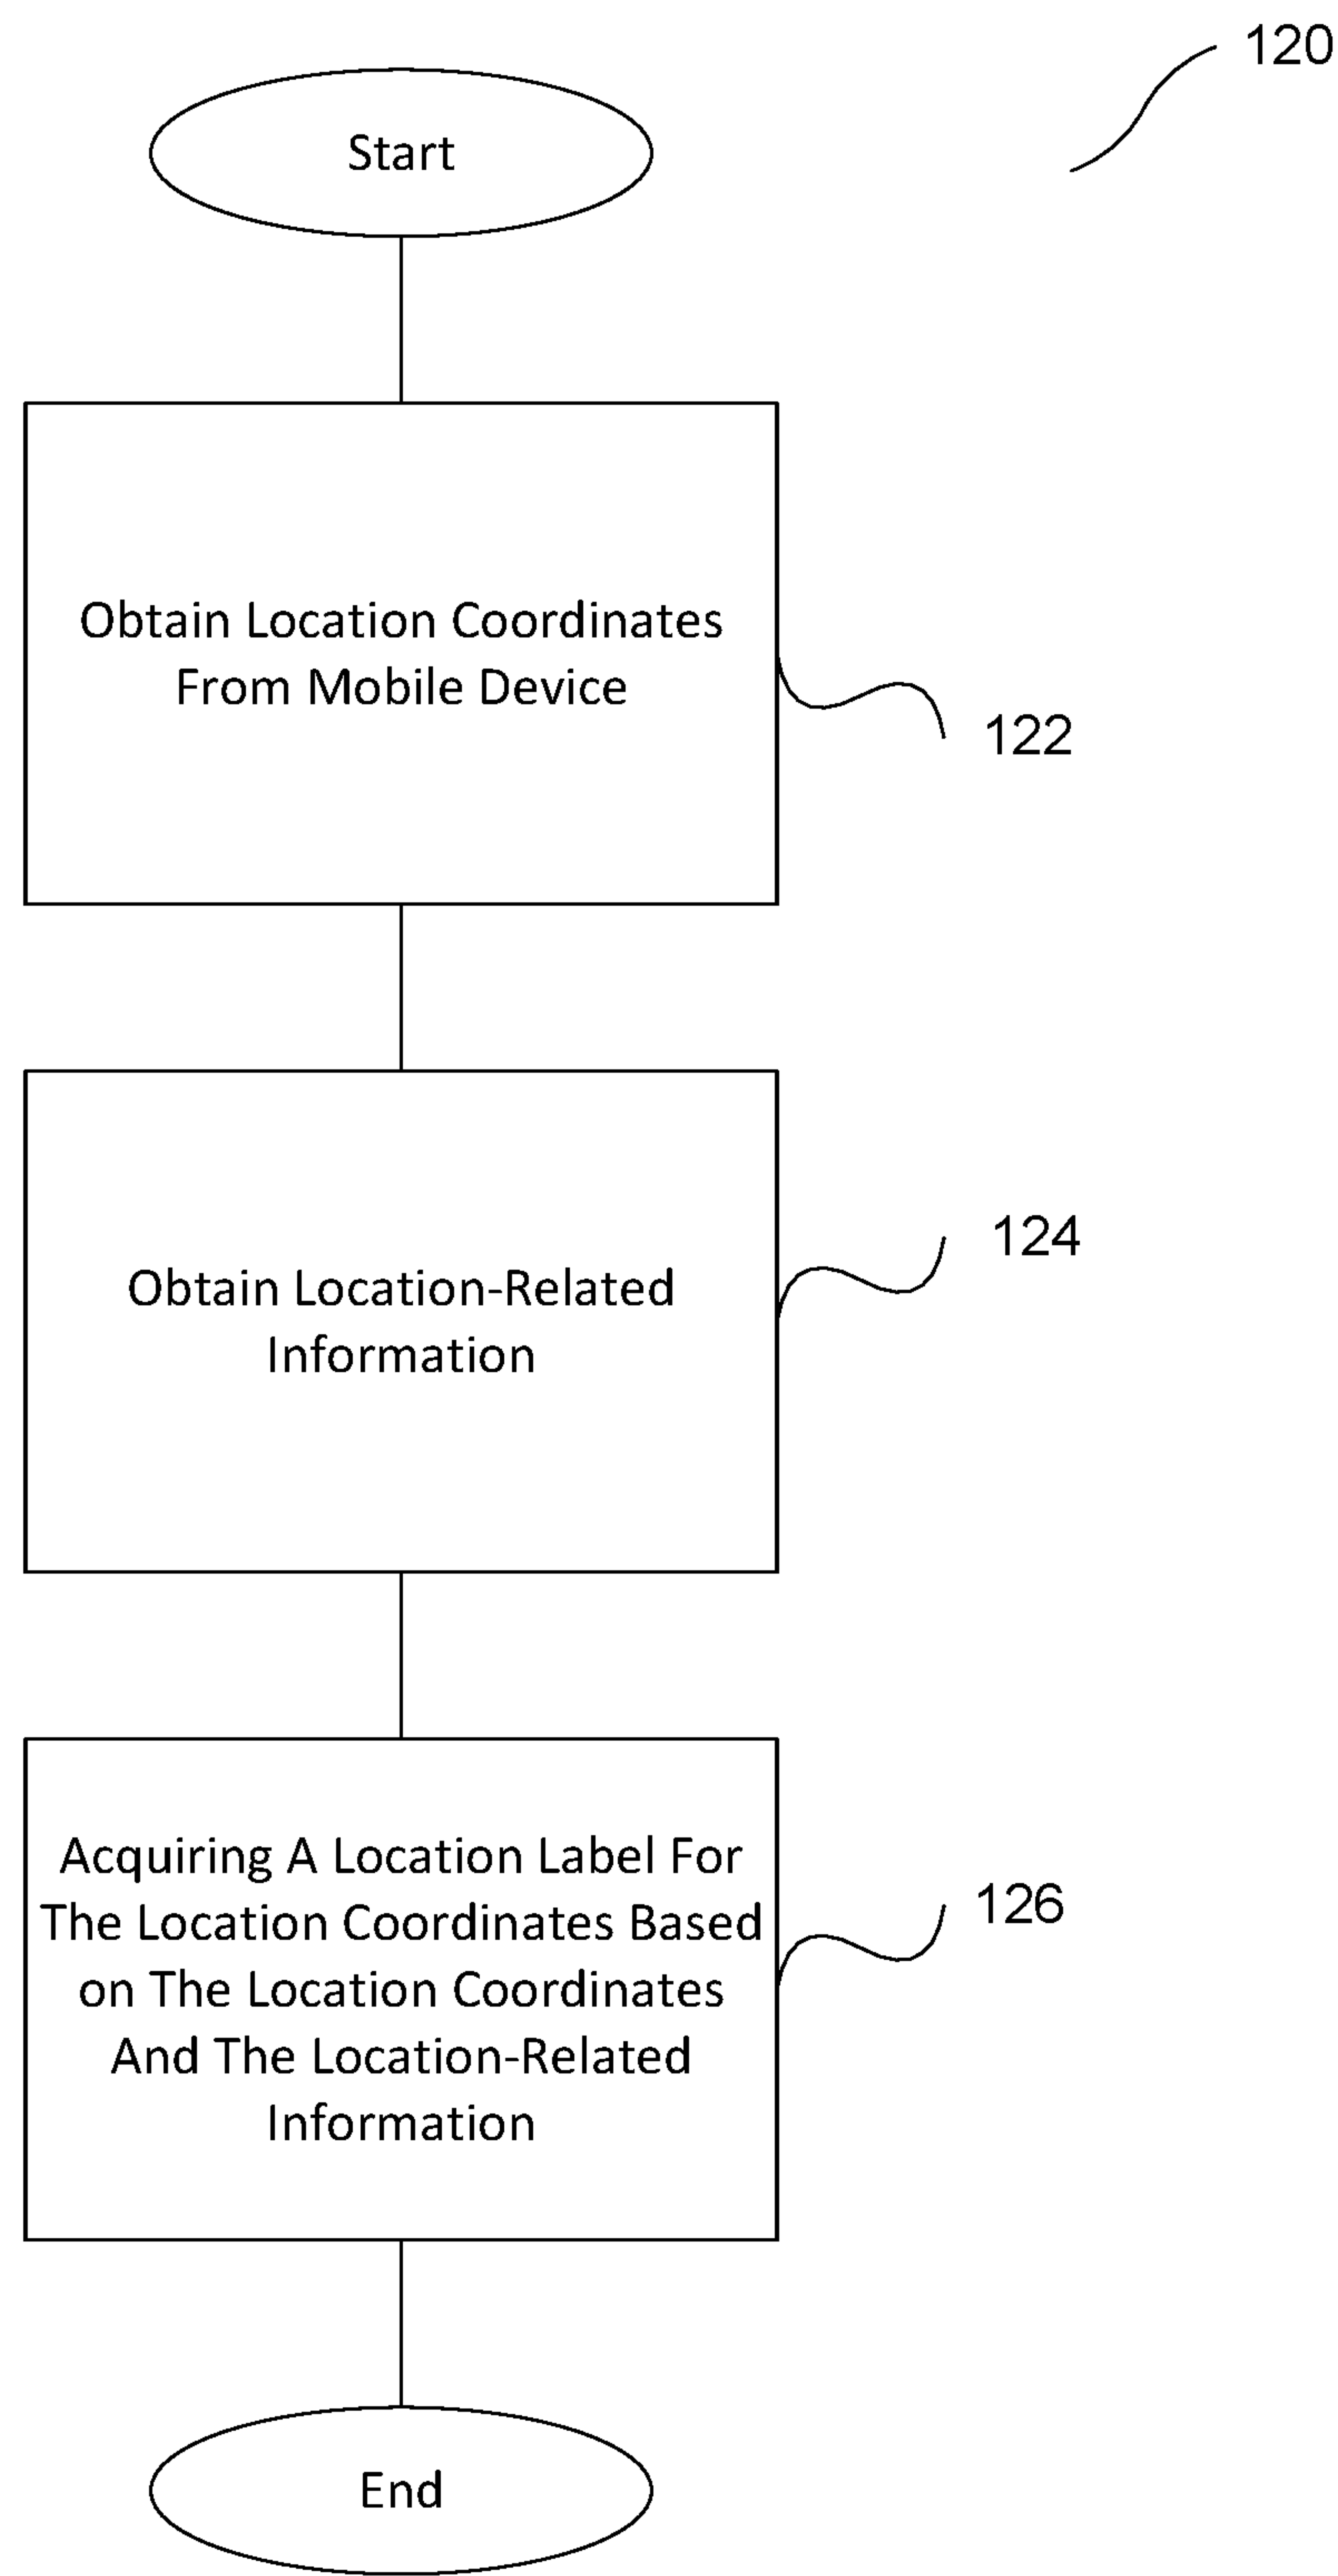 120
Start
Obtain Location Coordinates
From Mobile Device
122
124
Obtain Location-Related
Information
Acquiring A Location Label For
The Location Coordinates Based
on The Location Coordinates
And The Location-Related
Information
126
End